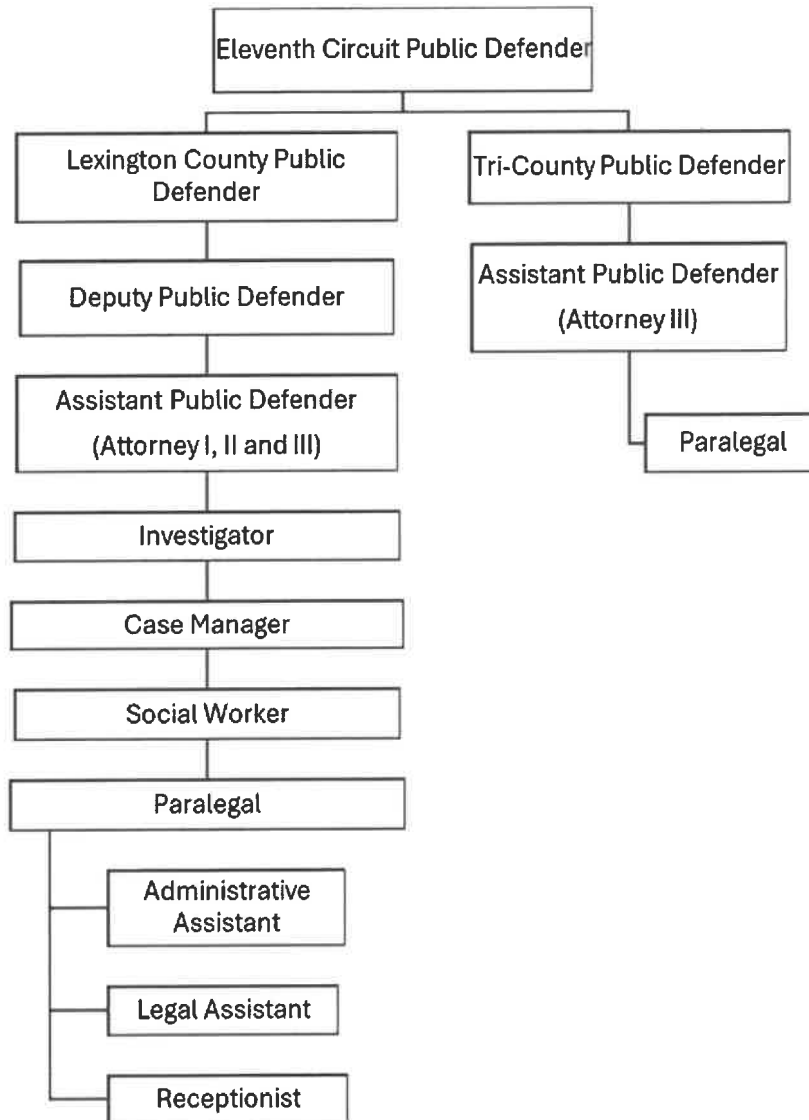 Eleventh Circuit Public Defender
Lexington County Public
Defender
Tri-County Public Defender
Deputy Public Defender
Assistant Public Defender
(Attorney III)
Assistant Public Defender
(Attorney I, II and III)
Paralegal
Investigator
Case Manager
Social Worker
Paralegal
Administrative
Assistant
Legal Assistant
Receptionist